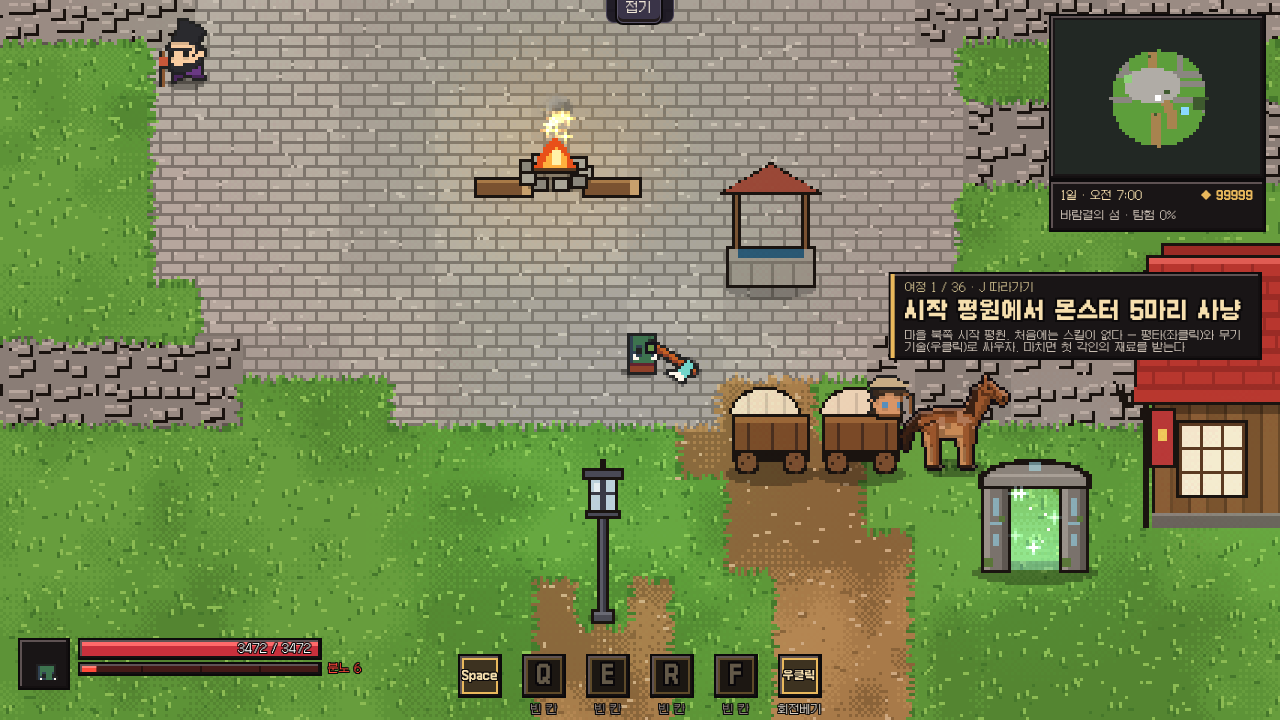 접기
1일 · 오전 7:00
◆ 99999
바람결의 섬 · 탐험 0%
여정 1 / 36 · J 따라가기
시작 평원에서 몬스터 5마리 사냥
마을 북쪽 시작 평원. 처음에는 스킬이 없다 — 평타(좌클릭)와 무기
기술(우클릭)로 싸우자. 마치면 첫 각인의 재료를 받는다
3472 / 3472
분노 6
Space
Q
E
R
F
우클릭
빈 칸
빈 칸
빈 칸
빈 칸
회전베기